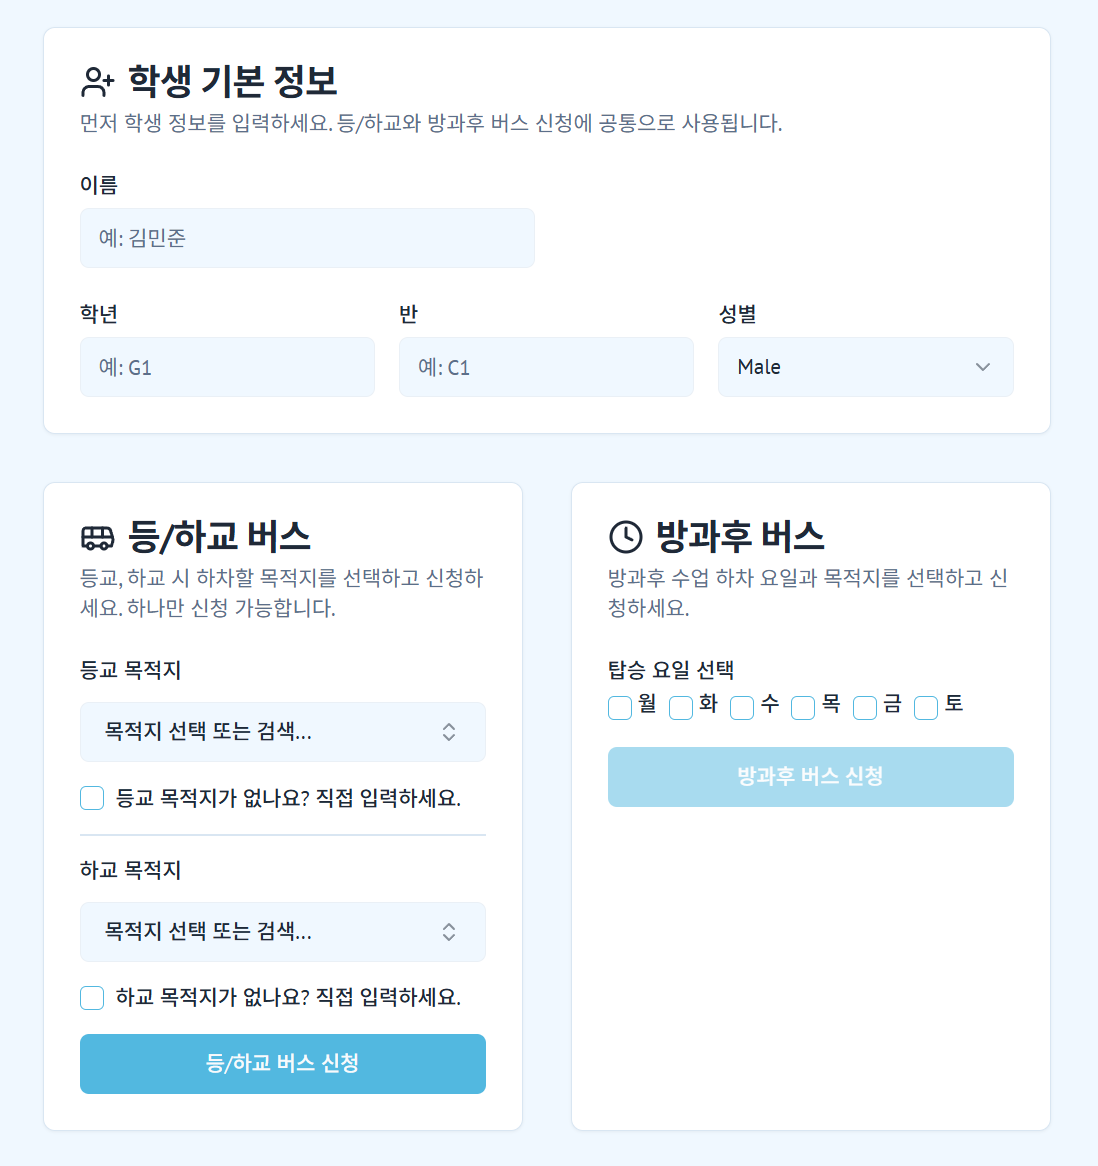 학생 기본 정보
먼저 학생 정보를 입력하세요. 등/하교와 방과후 버스 신청에 공통으로 사용됩니다.
이름
예: 김민준
학년
반
성별
예: G1
예: C1
Male
등/하교 버스
등교, 하교 시 하차할 목적지를 선택하고 신청하
세요. 하나만 신청 가능합니다.
등교 목적지
목적지 선택 또는 검색...
등교 목적지가 없나요? 직접 입력하세요.
하교 목적지
목적지 선택 또는 검색...
하교 목적지가 없나요? 직접 입력하세요.
등/하교 버스 신청
방과후 버스
방과후 수업 하차 요일과 목적지를 선택하고 신
청하세요.
탑승 요일 선택
월 화 수 목 금 토
방과후 버스 신청